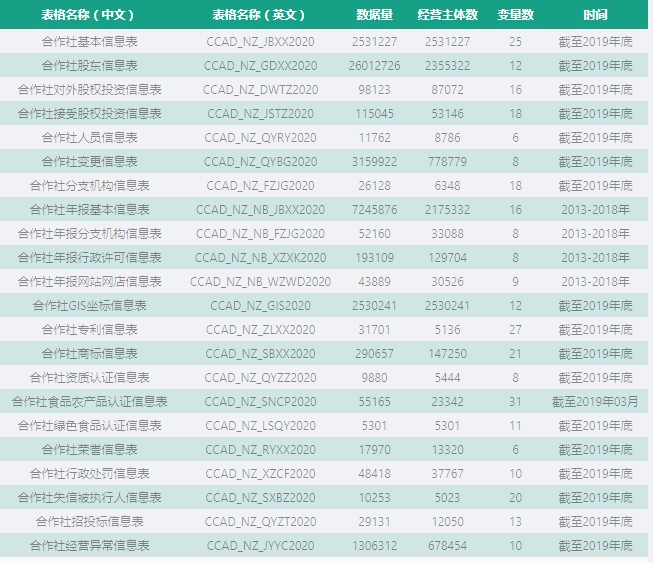 表格名称（中文） 表格名称（英文） 数据量 经营主体数 变量数 时间
合作社基本信息表 CCAD_NZ_JBXX2020 2531227 2531227 25 截至2019年底
合作社股东信息表 CCAD_NZ_GDXX2020 26012726 2355322 12 截至2019年底
合作社对外股权投资信息表 CCAD_NZ_DWTZ2020 98123 87072 16 截至2019年底
合作社接受股权投资信息表 CCAD_NZ_JSTZ2020 115045 53146 18 截至2019年底
合作社人员信息表 CCAD_NZ_QYRY2020 11762 8786 6 截至2019年底
合作社变更信息表 CCAD_NZ_QYBG2020 3159922 778779 8 截至2019年底
合作社分支机构信息表 CCAD_NZ_FZJG2020 26128 6348 18 截至2019年底
合作社年报基本信息表 CCAD_NZ_NB_JBXX2020 7245876 2175332 16 2013-2018年
合作社年报分支机构信息表 CCAD_NZ_NB_FZJG2020 52160 33088 8 2013-2018年
合作社年报行政许可信息表 CCAD_NZ_NB_XZXK2020 193109 129704 8 2013-2018年
合作社年报网站网店信息表 CCAD_NZ_NB_WZWD2020 43889 30526 9 2013-2018年
合作社GIS坐标信息表 CCAD_NZ_GIS2020 2530241 2530241 12 截至2019年底
合作社专利信息表 CCAD_NZ_ZLXX2020 31701 5136 27 截至2019年底
合作社商标信息表 CCAD_NZ_SBXX2020 290657 147250 21 截至2019年底
合作社资质认证信息表 CCAD_NZ_QYZZ2020 9880 5444 8 截至2019年底
合作社食品农产品认证信息表 CCAD_NZ_SNCP2020 55165 23342 31 截至2019年03月
合作社绿色食品认证信息表 CCAD_NZ_LSQY2020 5301 5301 11 截至2019年底
合作社荣誉信息表 CCAD_NZ_RYXX2020 17970 13320 6 截至2019年底
合作社行政处罚信息表 CCAD_NZ_XZCF2020 48418 37767 10 截至2019年底
合作社失信被执行人信息表 CCAD_NZ_SXBZ2020 10253 5023 20 截至2019年底
合作社招投标信息表 CCAD_NZ_QYZT2020 29131 12050 13 截至2019年底
合作社经营异常信息表 CCAD_NZ_JYYC2020 1306312 678454 10 截至2019年底